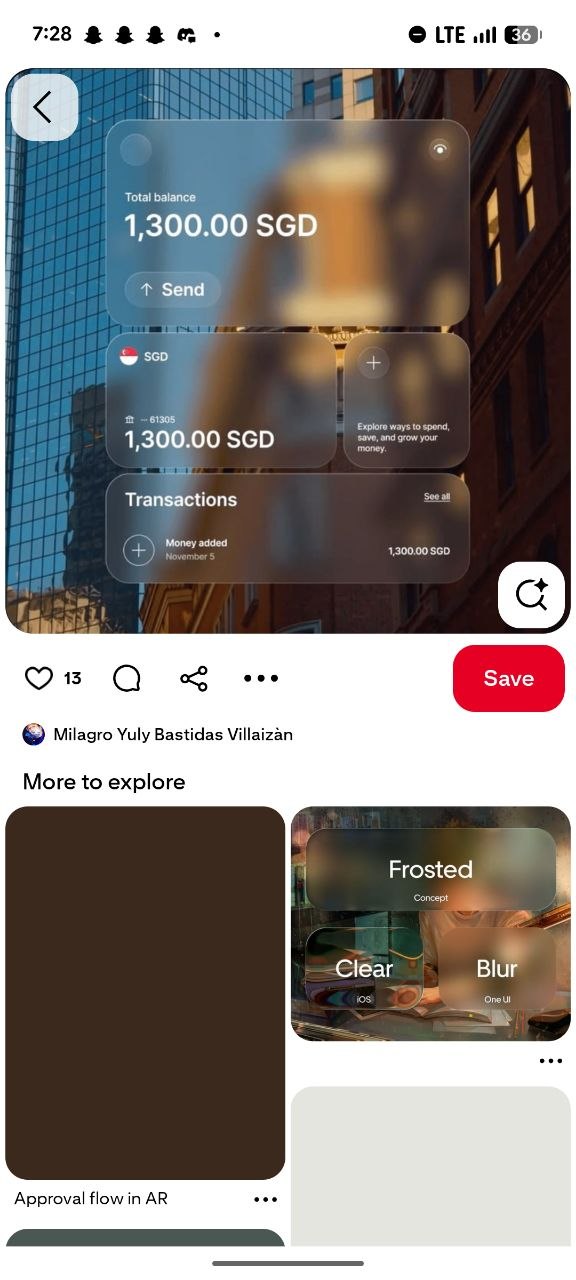 7:28
LTE
36
Total balance
1,300.00 SGD
↑ Send
SGD
·· 61305
1,300.00 SGD
Explore ways to spend,
save, and grow your
money.
Transactions
See all
Money added
November 5
1,300.00 SGD
13
Save
Milagro Yuly Bastidas Villaizàn
More to explore
Frosted
Concept
Clear
iOS
Blur
One UI
Approval flow in AR